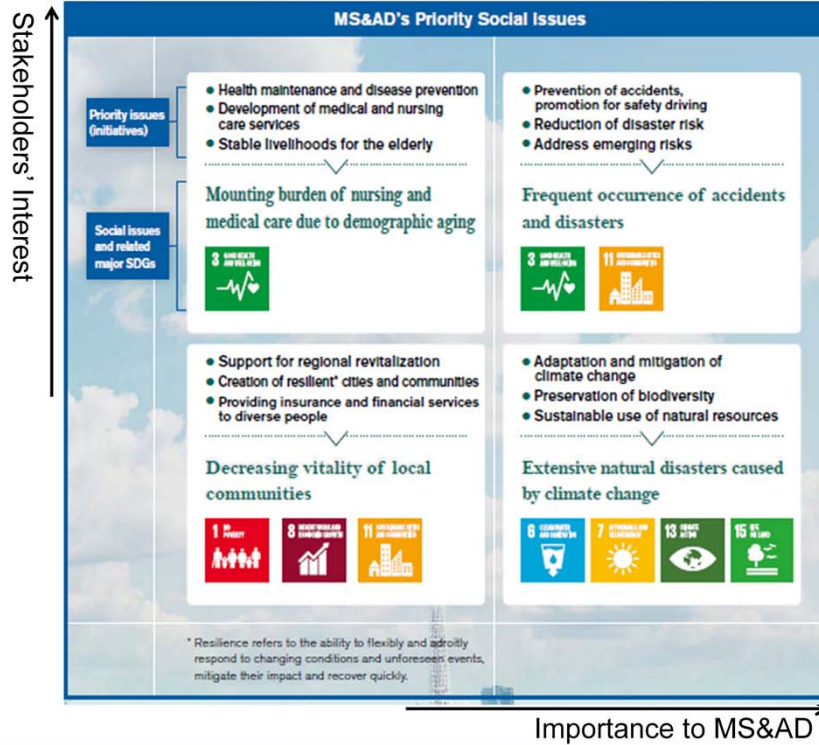 MS&AD's Priority Social Issues
Stakeholders' Interest
Priority issues
(initiatives)
● Health maintenance and disease prevention
● Development of medical and nursing
care services
● Stable livelihoods for the elderly
● Prevention of accidents,
promotion for safety driving
● Reduction of disaster risk
● Address emerging risks
Social issues
and related
major SDGs
Mounting burden of nursing and
medical care due to demographic aging
3
Frequent occurrence of accidents
and disasters
3
11
● Support for regional revitalization
● Creation of resilient* cities and communities
● Providing insurance and financial services
to diverse people
Decreasing vitality of local
communities
1
8
11
● Adaptation and mitigation of
climate change
● Preservation of biodiversity
● Sustainable use of natural resources
Extensive natural disasters caused
by climate change
6
7
13
15
* Resilience refers to the ability to flexibly and adroitly
respond to changing conditions and unforeseen events,
mitigate their impact and recover quickly.
Importance to MS&AD